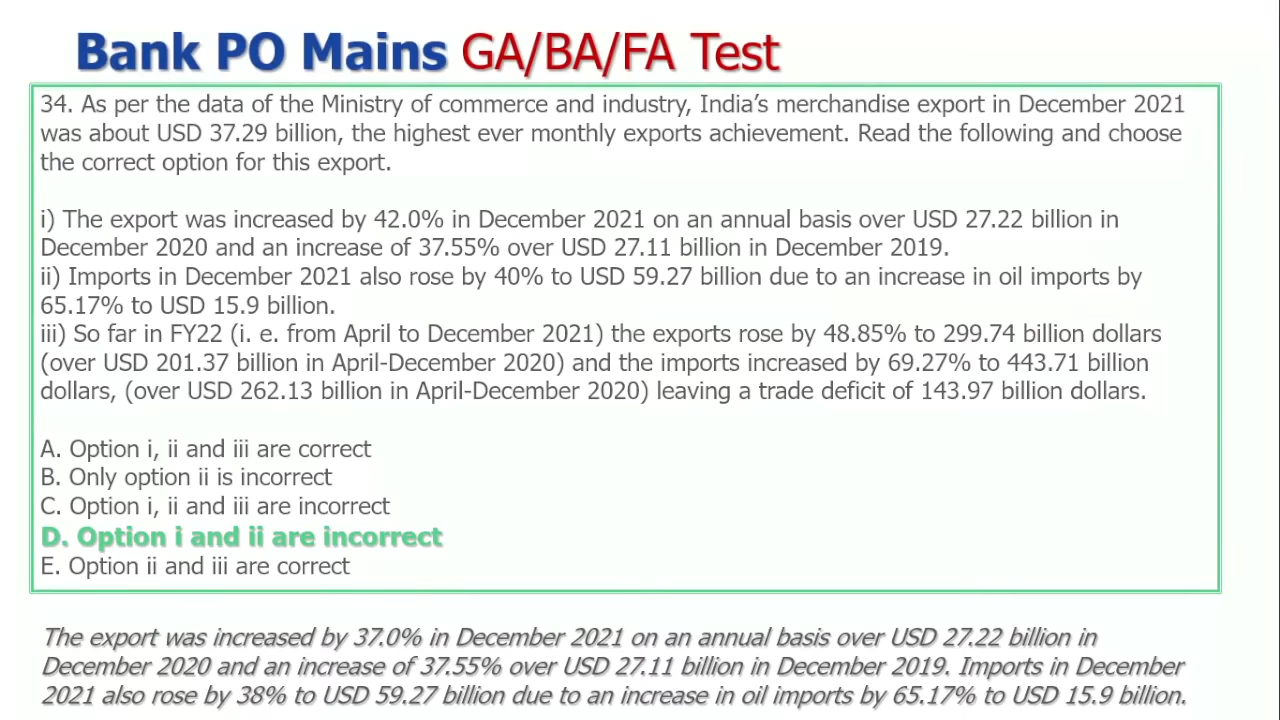 Bank PO Mains GA/BA/FA Test
34. As per the data of the Ministry of commerce and industry, India’s merchandise export in December 2021
was about USD 37.29 billion, the highest ever monthly exports achievement. Read the following and choose
the correct option for this export.
i) The export was increased by 42.0% in December 2021 on an annual basis over USD 27.22 billion in
December 2020 and an increase of 37.55% over USD 27.11 billion in December 2019.
ii) Imports in December 2021 also rose by 40% to USD 59.27 billion due to an increase in oil imports by
65.17% to USD 15.9 billion.
iii) So far in FY22 (i. e. from April to December 2021) the exports rose by 48.85% to 299.74 billion dollars
(over USD 201.37 billion in April-December 2020) and the imports increased by 69.27% to 443.71 billion
dollars, (over USD 262.13 billion in April-December 2020) leaving a trade deficit of 143.97 billion dollars.
A. Option i, ii and iii are correct
B. Only option ii is incorrect
C. Option i, ii and iii are incorrect
D. Option i and ii are incorrect
E. Option ii and iii are correct
The export was increased by 37.0% in December 2021 on an annual basis over USD 27.22 billion in
December 2020 and an increase of 37.55% over USD 27.11 billion in December 2019. Imports in December
2021 also rose by 38% to USD 59.27 billion due to an increase in oil imports by 65.17% to USD 15.9 billion.